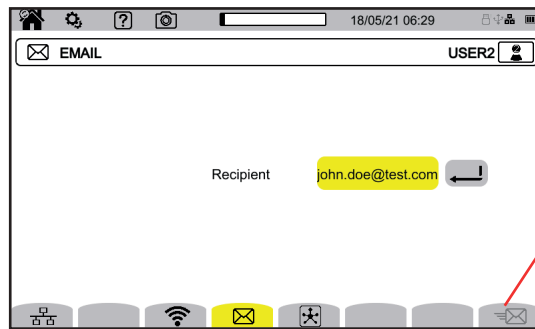 18/05/21 06:29
EMAIL
USER2
Recipient
john.doe@test.com